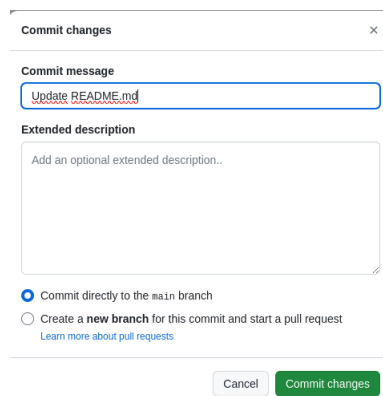 Commit changes
Commit message
Update README.md
Extended description
Add an optional extended description..
Commit directly to the main branch
Create a new branch for this commit and start a pull request
Learn more about pull requests
Cancel
Commit changes